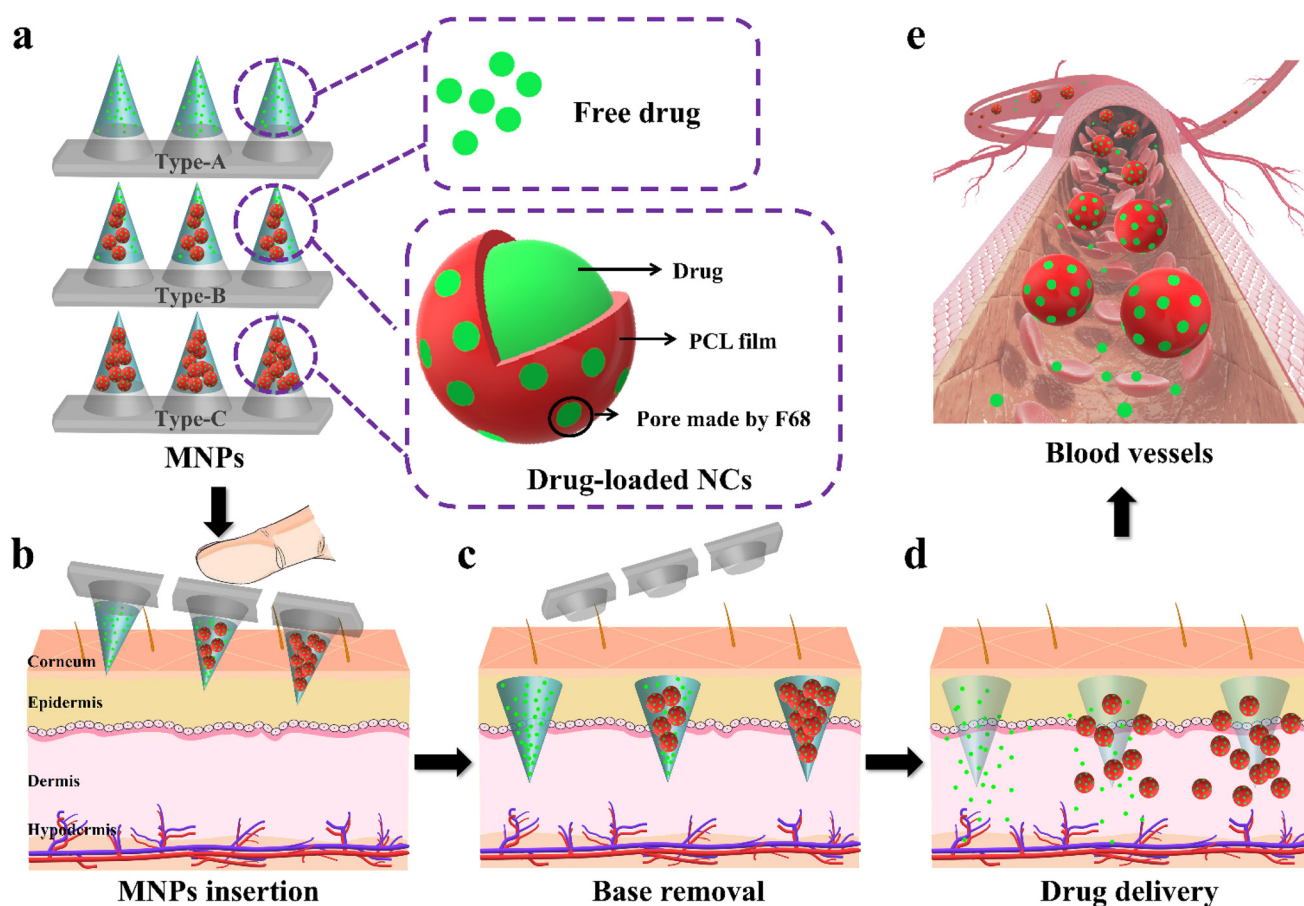 a
Type-A
Type-B
Type-C
MNPs
Free drug
Drug
PCL film
Pore made by F68
Drug-loaded NCs
e
Blood vessels
b
Corneum
Epidermis
Dermis
Hypodermis
MNPs insertion
c
Base removal
d
Drug delivery